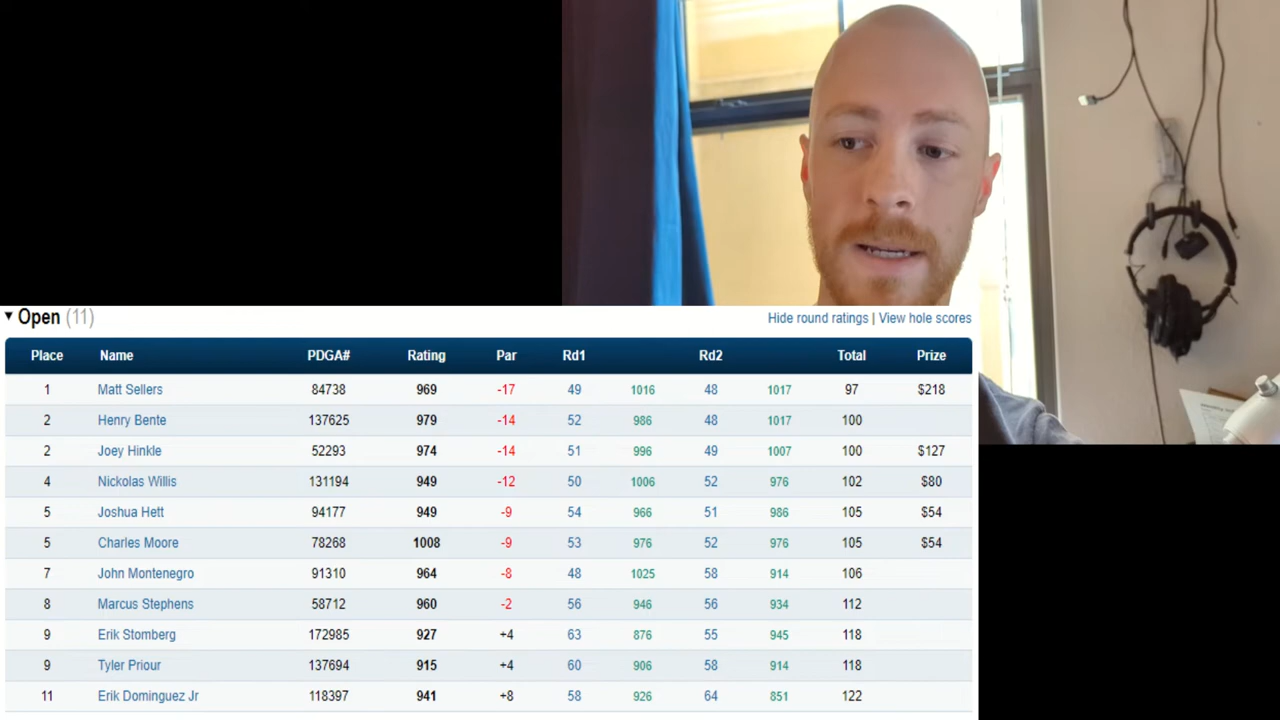 ▼ Open (11) Hide round ratings | View hole scores
Place Name PDGA# Rating Par Rd1 Rd2 Total Prize
1 Matt Sellers 84738 969 -17 49 1016 48 1017 97 $218
2 Henry Bente 137625 979 -14 52 986 48 1017 100
2 Joey Hinkle 52293 974 -14 51 996 49 1007 100 $127
4 Nickolas Willis 131194 949 -12 50 1006 52 976 102 $80
5 Joshua Hett 94177 949 -9 54 966 51 986 105 $54
5 Charles Moore 78268 1008 -9 53 976 52 976 105 $54
7 John Montenegro 91310 964 -8 48 1025 58 914 106
8 Marcus Stephens 58712 960 -2 56 946 56 934 112
9 Erik Stomberg 172985 927 +4 63 876 55 945 118
9 Tyler Priour 137694 915 +4 60 906 58 914 118
11 Erik Dominguez Jr 118397 941 +8 58 926 64 851 122